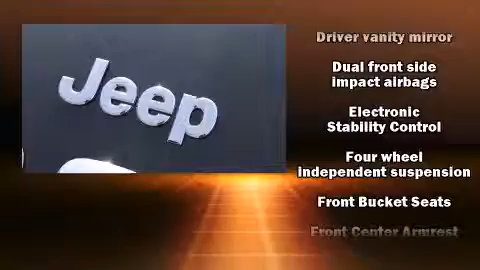 Jeep
Driver vanity mirror
Dual front side
impact airbags
Electronic
Stability Control
Four wheel
independent suspension
Front Bucket Seats
Front Center Armrest